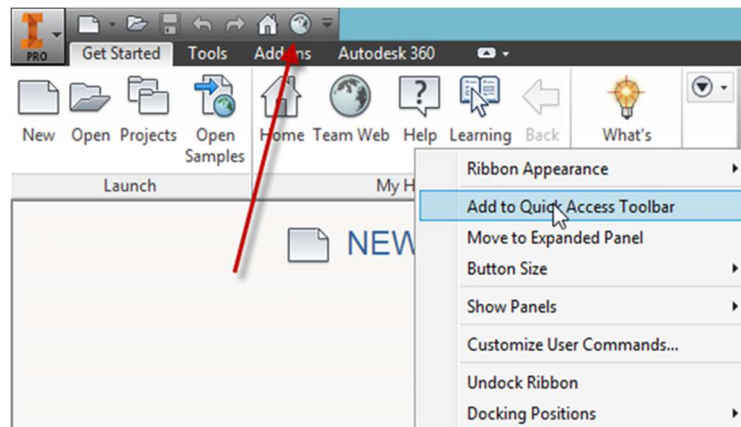 PRO
Get Started Tools Add-Ins Autodesk 360
New Open Projects Open Samples Home Team Web Help Learning Back What's
Launch My H
NEW
Ribbon Appearance
Add to Quick Access Toolbar
Move to Expanded Panel
Button Size
Show Panels
Customize User Commands...
Undock Ribbon
Docking Positions